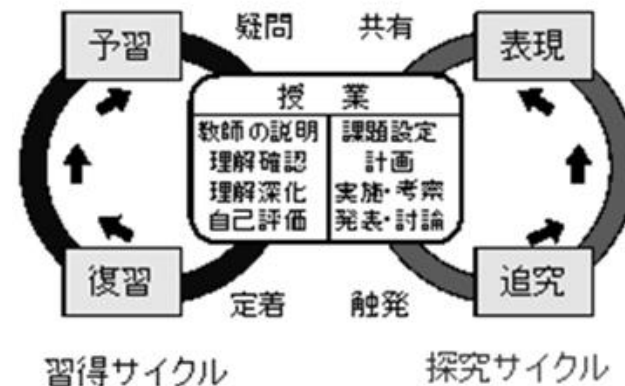 予習
疑問
共有
表現
授 業
教師の説明
理解確認
理解深化
自己評価
課題設定
計画
実施・考察
発表・討論
復習
定着
触発
追究
習得サイクル
探究サイクル